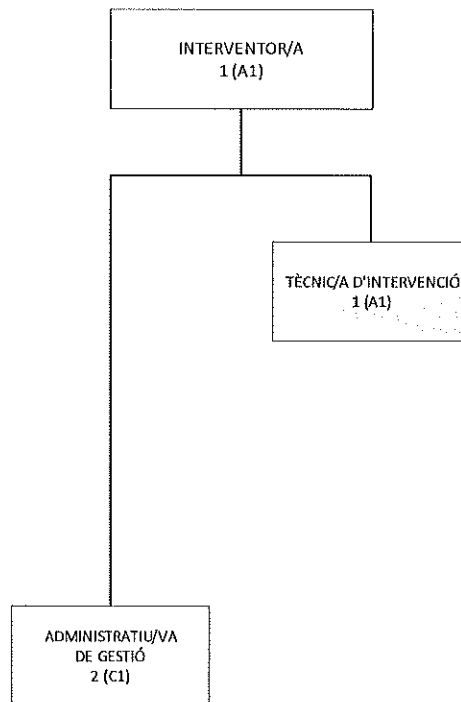 INTERVENTOR/A
1 (A1)
TÈCNIC/A D'INTERVENCIÓ
1 (A1)
ADMINISTRATIU/VA
DE GESTIÓ
2 (C1)